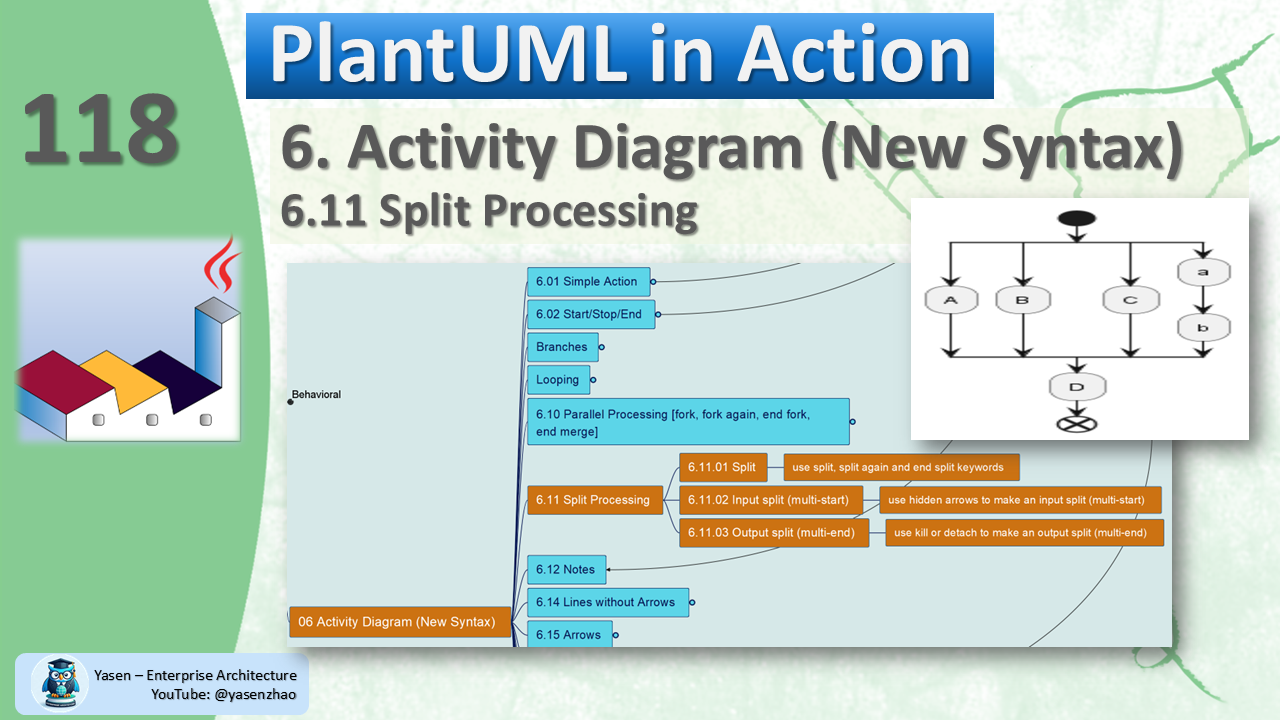 PlantUML in Action
118
6. Activity Diagram (New Syntax)
6.11 Split Processing
6.01 Simple Action
6.02 Start/Stop/End
Branches
Looping
Behavioral
6.10 Parallel Processing [fork, fork again, end fork,
end merge]
6.11 Split Processing
6.11.01 Split
use split, split again and end split keywords
6.11.02 Input split (multi-start)
use hidden arrows to make an input split (multi-start)
6.11.03 Output split (multi-end)
use kill or detach to make an output split (multi-end)
6.12 Notes
6.14 Lines without Arrows
06 Activity Diagram (New Syntax)
6.15 Arrows
A
B
C
a
b
D
Yasen – Enterprise Architecture
YouTube: @yasenzhao